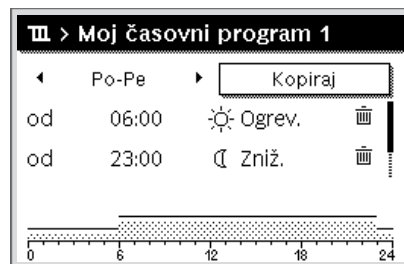 > Moj časovni program 1
Po-Pe Kopiraj
od 06:00 Ogrev.
od 23:00 Zniž.
0 6 12 18 24